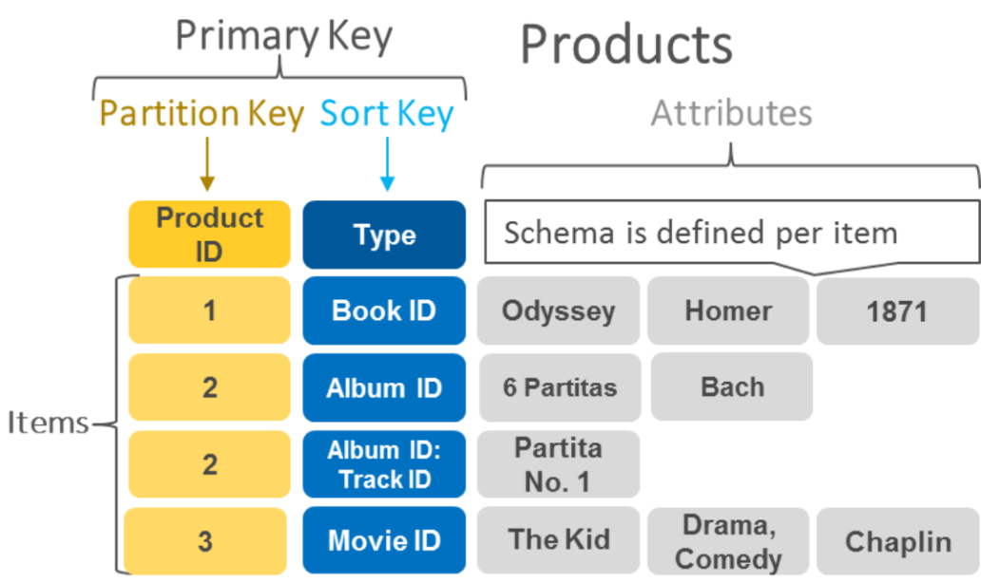 Primary Key
Products
Partition Key Sort Key
Attributes
Product
ID
Type
Schema is defined per item
Items
1
Book ID
Odyssey
Homer
1871
2
Album ID
6 Partitas
Bach
2
Album ID:
Track ID
Partita
No. 1
3
Movie ID
The Kid
Drama,
Comedy
Chaplin